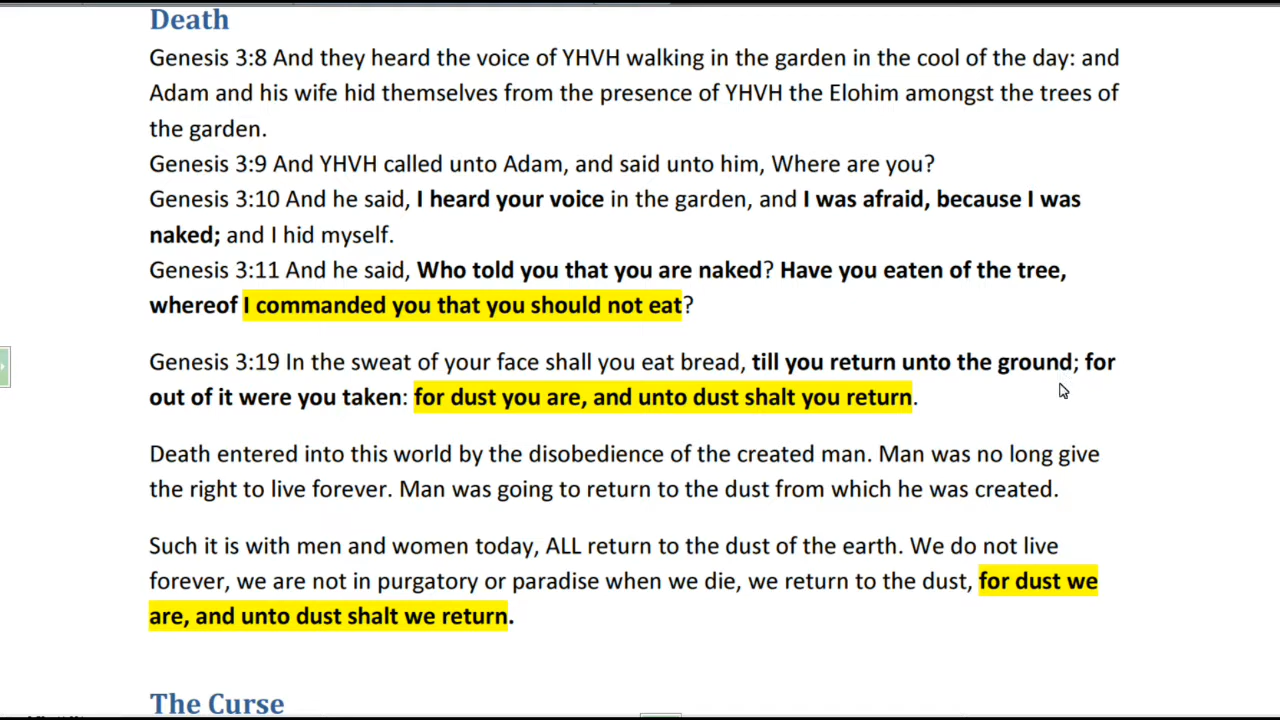 Death
Genesis 3:8 And they heard the voice of YHVH walking in the garden in the cool of the day: and
Adam and his wife hid themselves from the presence of YHVH the Elohim amongst the trees of
the garden.
Genesis 3:9 And YHVH called unto Adam, and said unto him, Where are you?
Genesis 3:10 And he said, I heard your voice in the garden, and I was afraid, because I was
naked; and I hid myself.
Genesis 3:11 And he said, Who told you that you are naked? Have you eaten of the tree,
whereof I commanded you that you should not eat?
Genesis 3:19 In the sweat of your face shall you eat bread, till you return unto the ground; for
out of it were you taken: for dust you are, and unto dust shalt you return.
Death entered into this world by the disobedience of the created man. Man was no long give
the right to live forever. Man was going to return to the dust from which he was created.
Such it is with men and women today, ALL return to the dust of the earth. We do not live
forever, we are not in purgatory or paradise when we die, we return to the dust, for dust we
are, and unto dust shalt we return.
The Curse